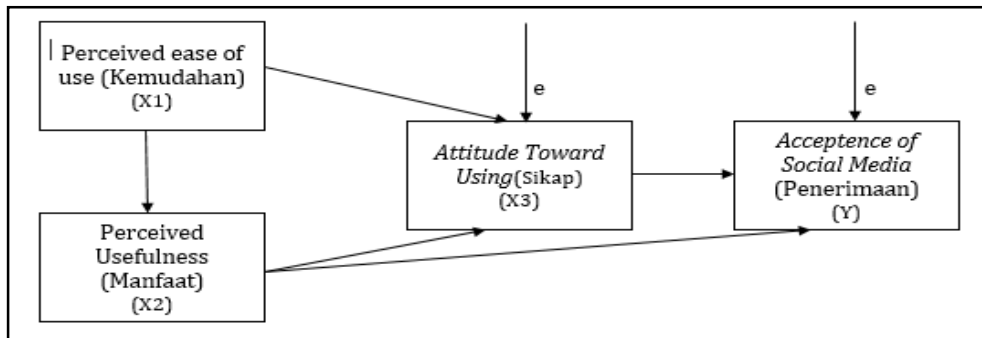 Perceived ease of
use (Kemudahan)
(X1)
e
e
Attitude Toward
Using(Sikap)
(X3)
Acceptence of
Social Media
(Penerimaan)
(Y)
Perceived
Usefulness
(Manfaat)
(X2)